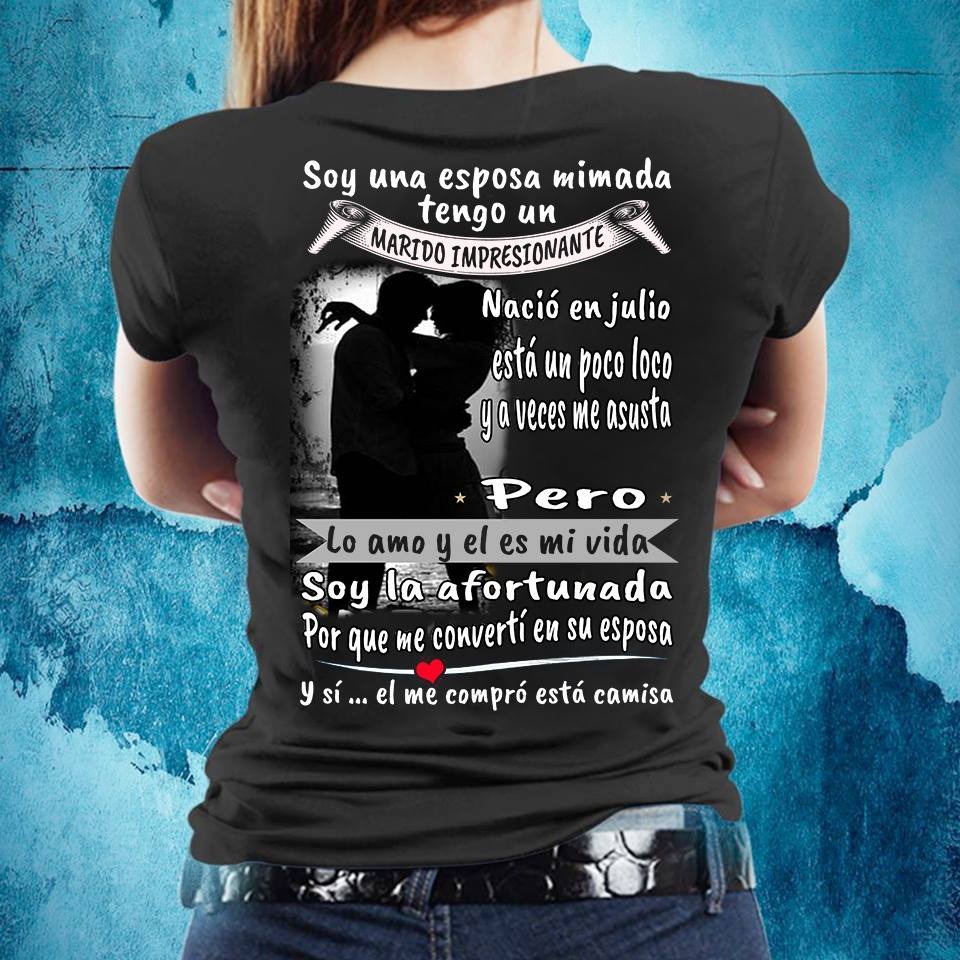 Soy una esposa mimada
tengo un
MARIDO IMPRESIONANTE
Nació en julio
está un poco loco
y a veces me asusta
Pero
Lo amo y el es mi vida
Soy la afortunada
Por que me convertí en su esposa
Y sí ... el me compró está camisa